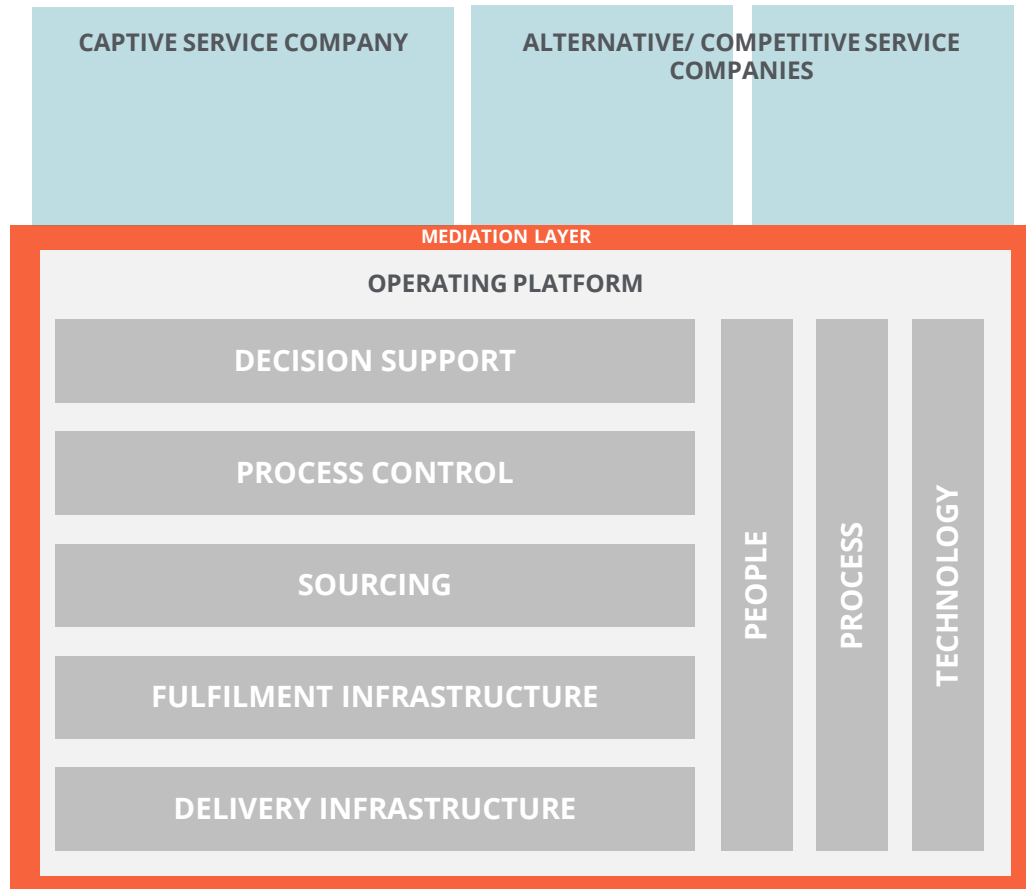 CAPTIVE SERVICE COMPANY
ALTERNATIVE/ COMPETITIVE SERVICE
COMPANIES
MEDIATION LAYER
OPERATING PLATFORM
DECISION SUPPORT
PROCESS CONTROL
SOURCING
FULFILMENT INFRASTRUCTURE
DELIVERY INFRASTRUCTURE
PEOPLE
PROCESS
TECHNOLOGY